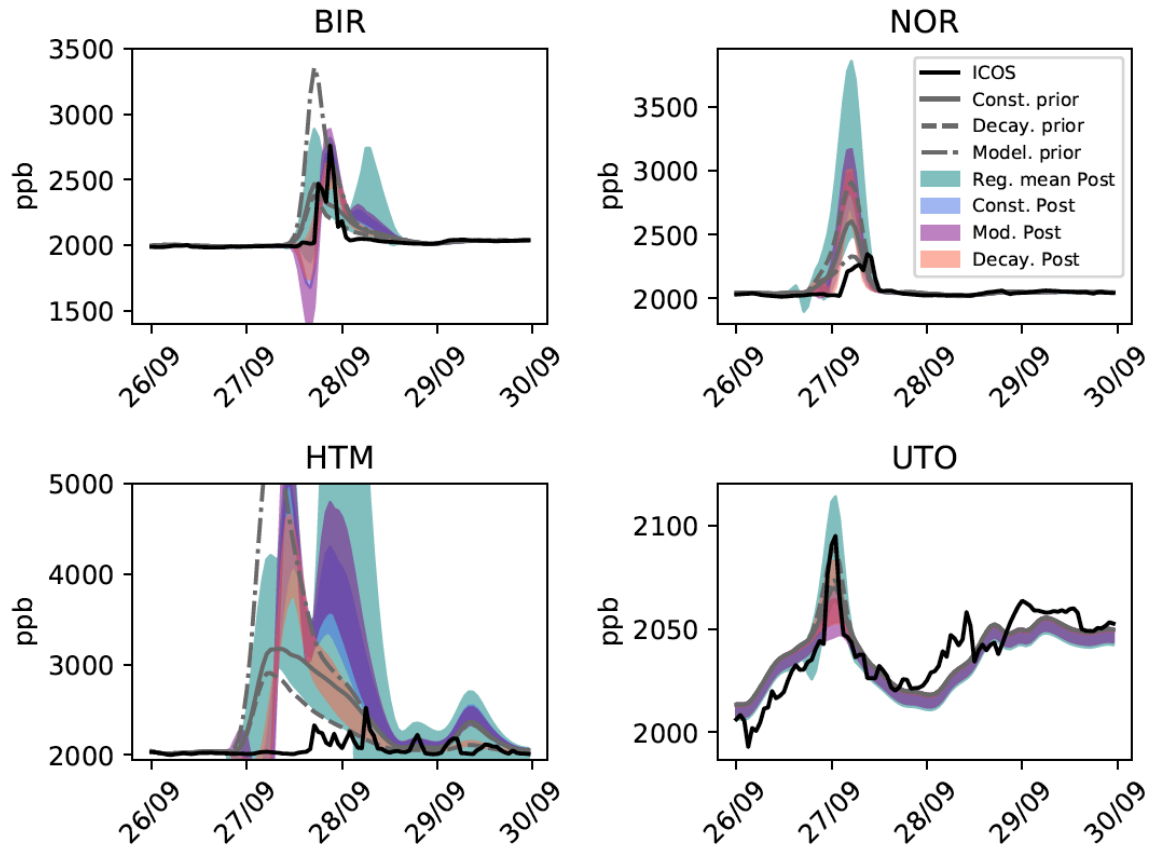 BIR
3500
3000
2500
2000
1500
ppb
26/09
27/09
28/09
29/09
30/09
NOR
3500
3000
2500
2000
ppb
26/09
27/09
28/09
29/09
30/09
ICOS
Const. prior
Decay. prior
Model. prior
Reg. mean Post
Const. Post
Mod. Post
Decay. Post
HTM
5000
4000
3000
2000
ppb
26/09
27/09
28/09
29/09
30/09
UTO
2100
2050
2000
ppb
26/09
27/09
28/09
29/09
30/09